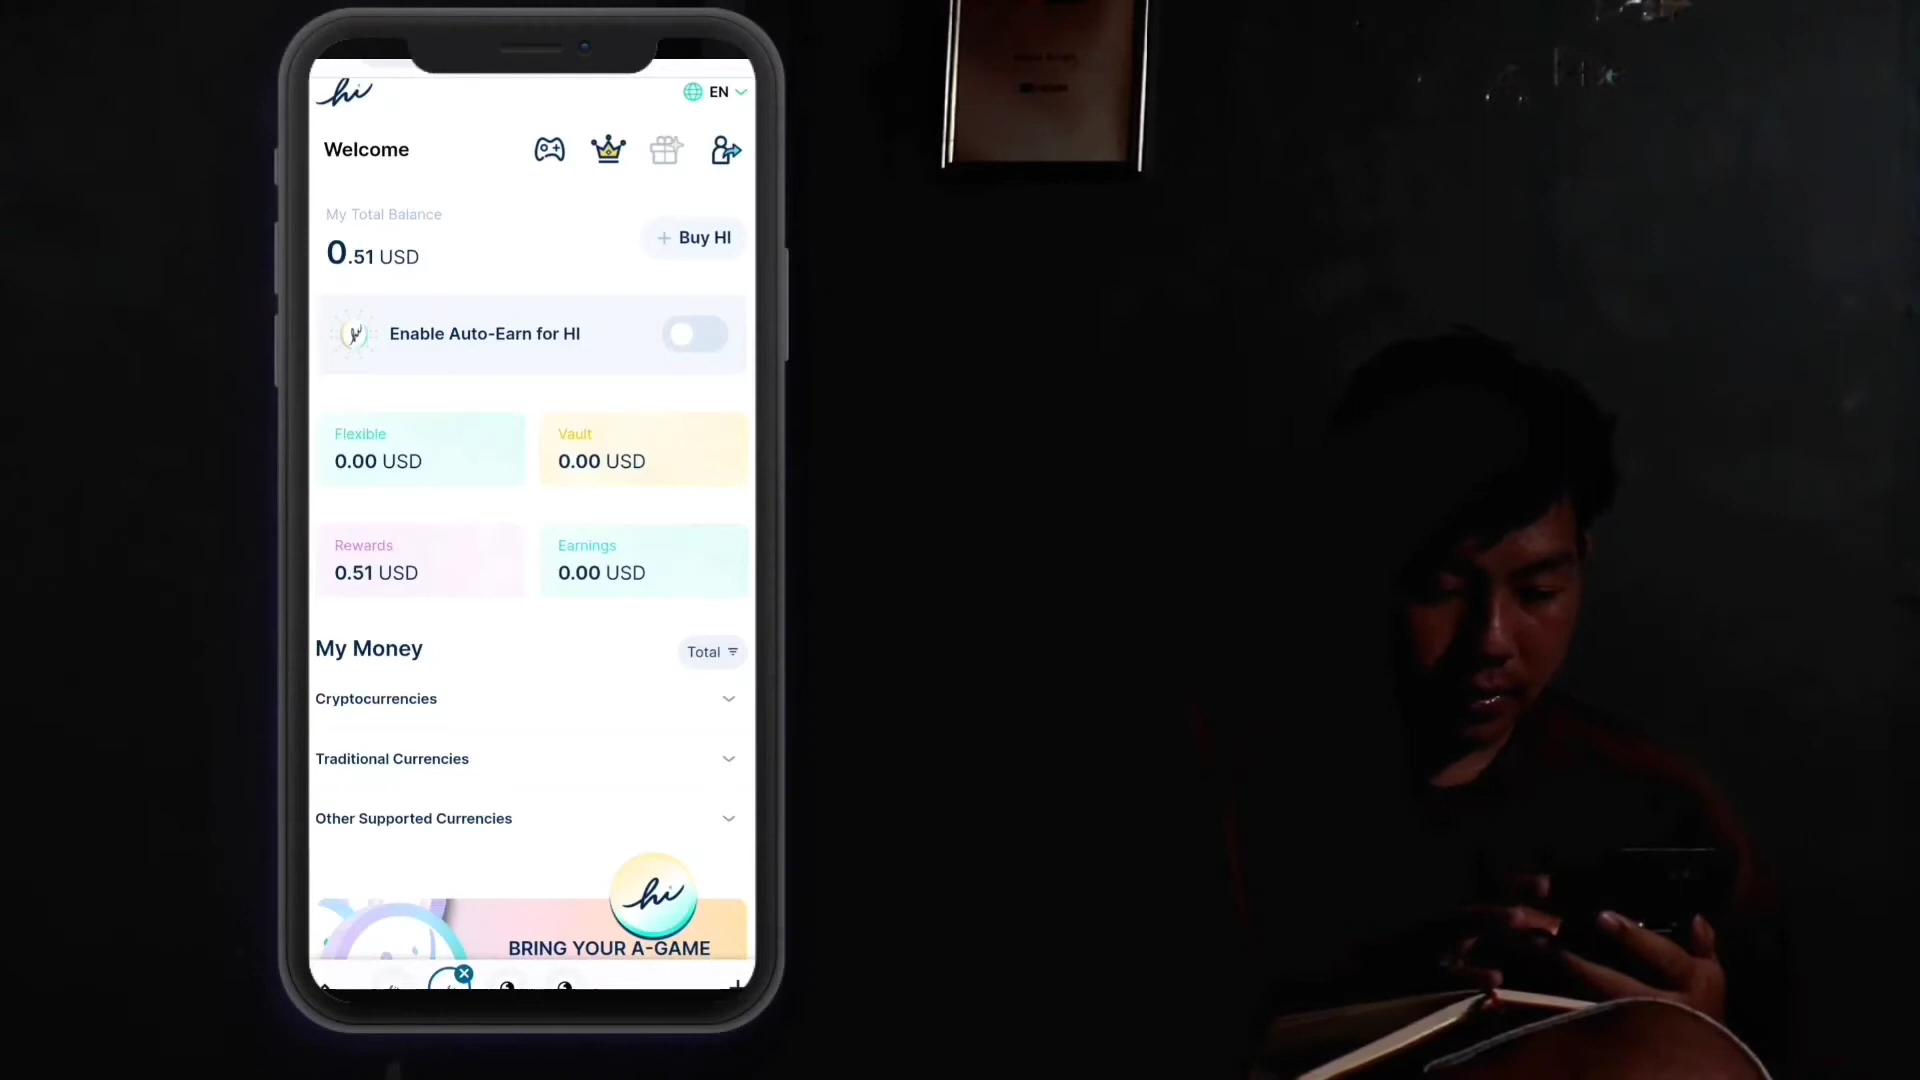 hi
EN
Welcome
My Total Balance
0.51 USD
+ Buy HI
Enable Auto-Earn for HI
Flexible
0.00 USD
Vault
0.00 USD
Rewards
0.51 USD
Earnings
0.00 USD
My Money
Total
Cryptocurrencies
Traditional Currencies
Other Supported Currencies
hi
BRING YOUR A-GAME